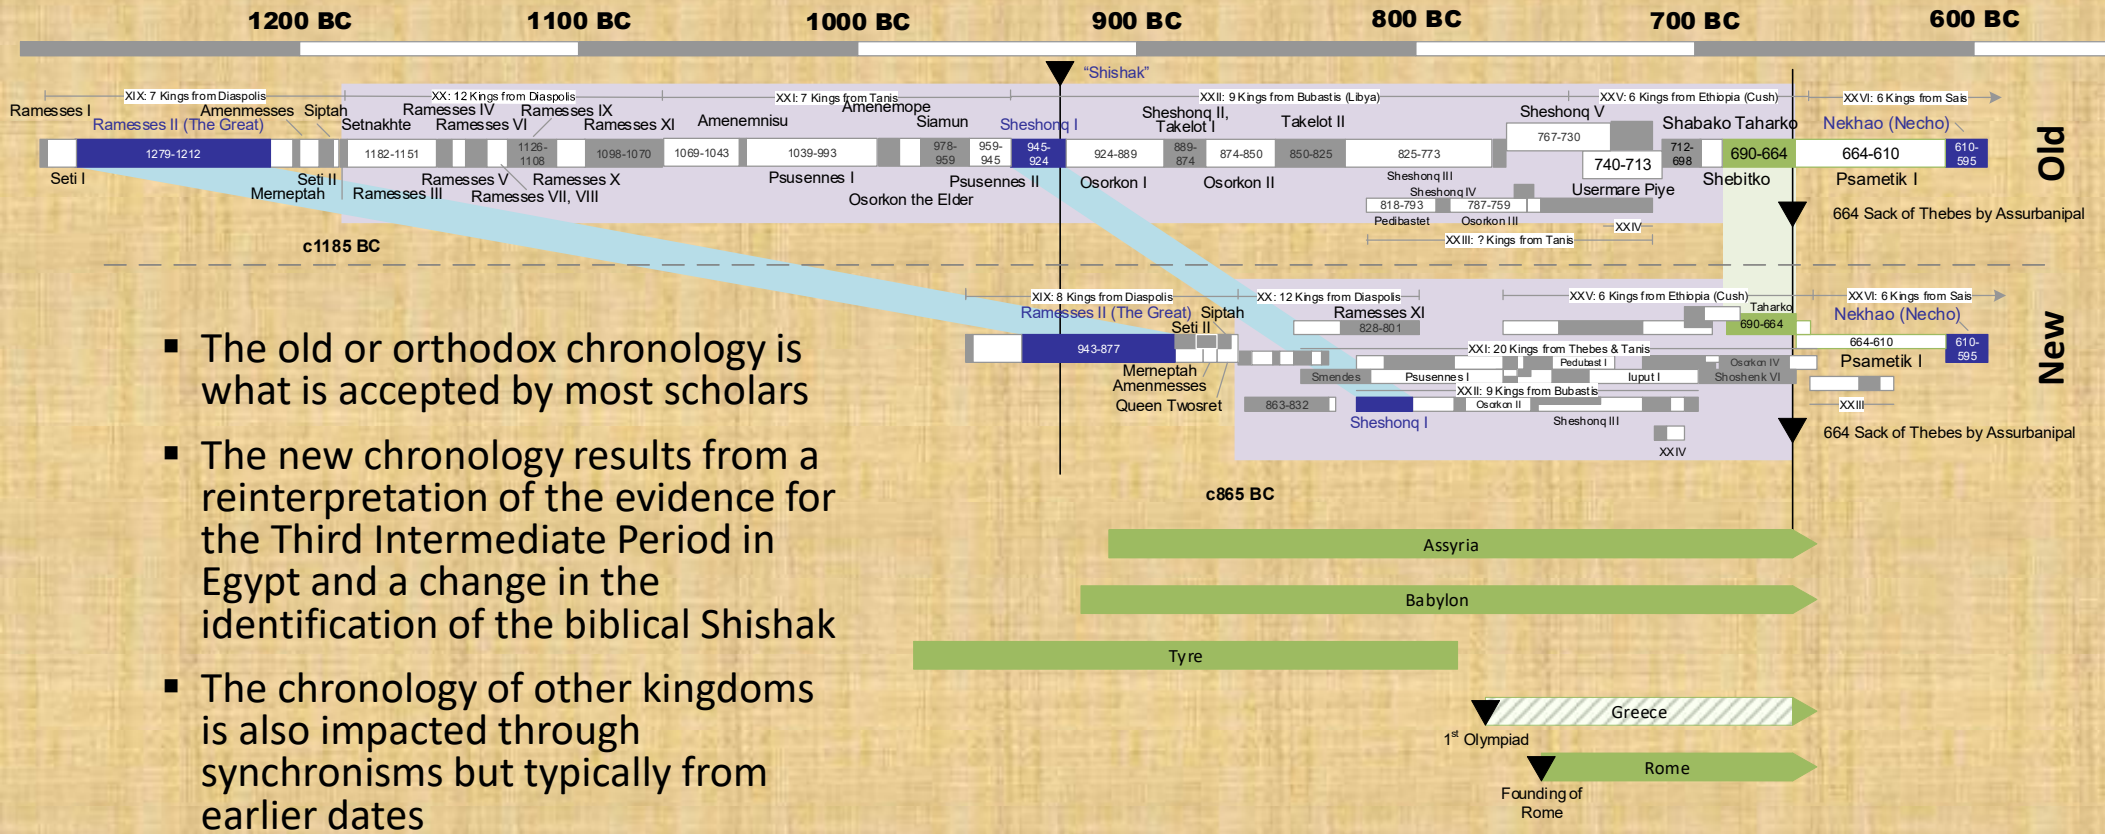 1200 BC 1100 BC 1000 BC 900 BC 800 BC 700 BC 600 BC
"Shishak"
XIX: 7 Kings from Diaspolis XX: 12 Kings from Diaspolis XXI: 7 Kings from Tanis XXII: 9 Kings from Bubastis (Libya) XXV: 6 Kings from Ethiopia (Cush) XXVI: 6 Kings from Sais
Ramesses I Amenmesses Siptah Ramesses IV Ramesses IX Amenemope Sheshonq II, Sheshonq V
Ramesses II (The Great) Setnakhte Ramesses VI Ramesses XI Amenemnisu Siamun Sheshonq I Takelot I Takelot II Shabako Taharko Nekhao (Necho)
1279-1212 1182-1151 1126-1108 1098-1070 1069-1043 1039-993 978-959 959-945 945-924 924-889 889-874 874-850 850-825 825-773 767-730 740-713 712-698 690-664 664-610 610-595
Old
Seti I Merneptah Seti II Ramesses III Ramesses V Ramesses VII, VIII Ramesses X Psusennes I Osorkon the Elder Psusennes II Osorkon I Osorkon II Sheshonq III Sheshonq IV Usermare Piye Shebitko Psametik I
818-793 787-759
Pedibastet Osorkon III XXIV
XXIII: ? Kings from Tanis
664 Sack of Thebes by Assurbanipal
c1185 BC
XIX: 8 Kings from Diaspolis XX: 12 Kings from Diaspolis XXV: 6 Kings from Ethiopia (Cush) XXVI: 6 Kings from Sais
Ramesses II (The Great) Siptah Ramesses XI Taharko Nekhao (Necho)
Seti II 828-801 690-664
943-877 664-610 610-595
New
XXI: 20 Kings from Thebes & Tanis
Merneptah Pedubast I Osorkon IV Psametik I
Amenmesses Smendes Psusennes I Iuput I Shoshenk VI
XXII: 9 Kings from Bubastis
Queen Twosret 863-832 Osorkon II XXIII
Sheshonq I Sheshonq III
664 Sack of Thebes by Assurbanipal
XXIV
c865 BC
▪ The old or orthodox chronology is
what is accepted by most scholars
▪ The new chronology results from a
reinterpretation of the evidence for
the Third Intermediate Period in
Egypt and a change in the
identification of the biblical Shishak
▪ The chronology of other kingdoms
is also impacted through
synchronisms but typically from
earlier dates
Assyria
Babylon
Tyre
Greece
1st Olympiad
Rome
Founding of
Rome